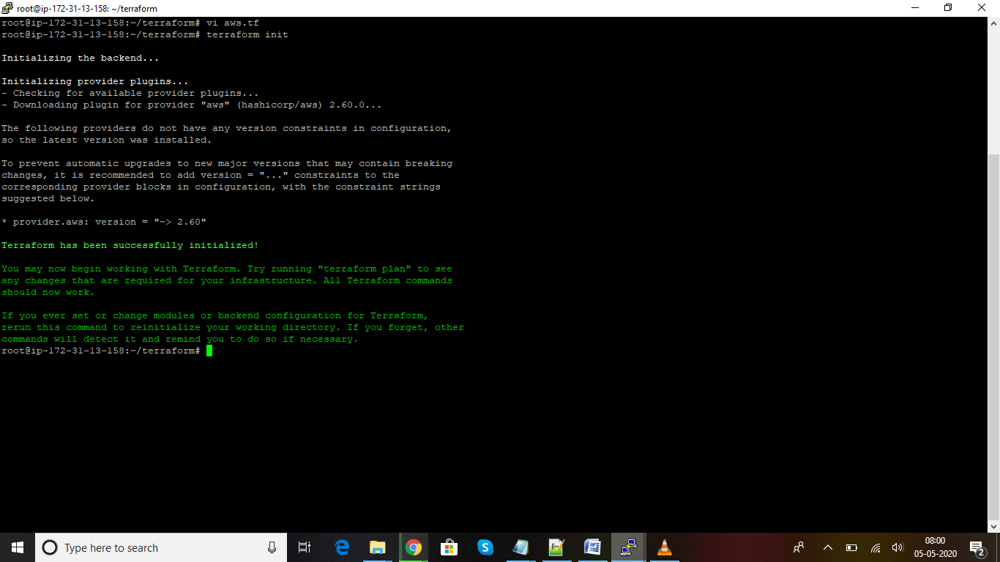 root@ip-172-31-13-158: ~/terraform
root@ip-172-31-13-158:~/terraform# vi aws.tf
root@ip-172-31-13-158:~/terraform# terraform init
Initializing the backend...
Initializing provider plugins...
- Checking for available provider plugins...
- Downloading plugin for provider "aws" (hashicorp/aws) 2.60.0...
The following providers do not have any version constraints in configuration,
so the latest version was installed.
To prevent automatic upgrades to new major versions that may contain breaking
changes, it is recommended to add version = "..." constraints to the
corresponding provider blocks in configuration, with the constraint strings
suggested below.
* provider.aws: version = "~> 2.60"
Terraform has been successfully initialized!
You may now begin working with Terraform. Try running "terraform plan" to see
any changes that are required for your infrastructure. All Terraform commands
should now work.
If you ever set or change modules or backend configuration for Terraform,
rerun this command to reinitialize your working directory. If you forget, other
commands will detect it and remind you to do so if necessary.
root@ip-172-31-13-158:~/terraform#
Type here to search
08:00
05-05-2020
2